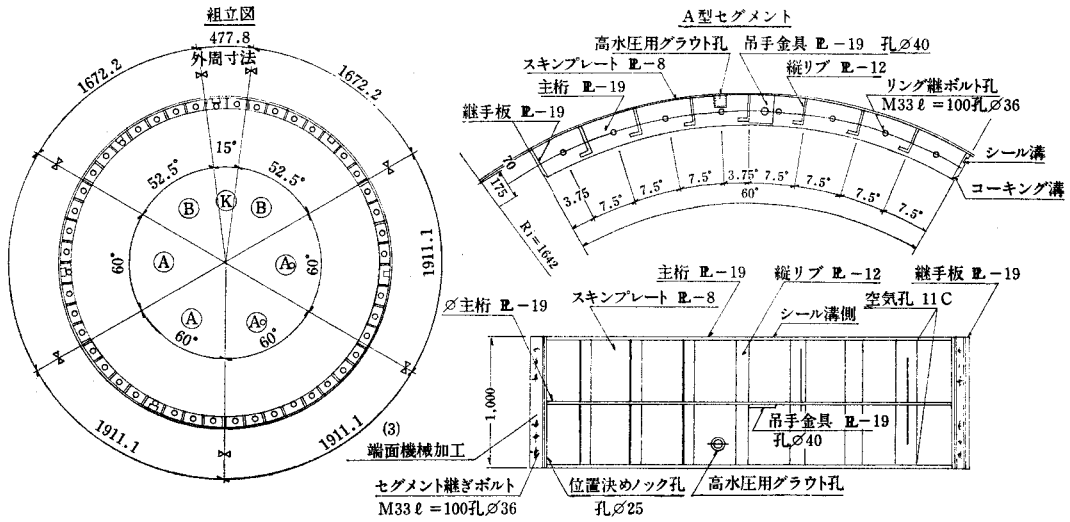 組立図
477.8
外周寸法
1672.2
1672.2
15°
52.5°
52.5°
B
K
B
A
A
60°
60°
A
A
60°
60°
1911.1
1911.1
1911.1
(3)
A型セグメント
高水圧用グラウト孔
吊手金具 PL-19 孔∅40
スキンプレート PL-8
縦リブ PL-12
主桁 PL-19
リング継ボルト孔
M33ℓ=100孔∅36
継手板 PL-19
シール溝
コーキング溝
70
175
Ri=1642
3.75
7.5°
7.5°
7.5°
3.75°
7.5°
7.5°
7.5°
7.5°
60°
主桁 PL-19
縦リブ PL-12
継手板 PL-19
スキンプレート PL-8
空気孔 11C
∅主桁 PL-19
シール溝側
1,000
吊手金具 PL-19
孔∅40
端面機械加工
セグメント継ぎボルト
M33ℓ=100孔∅36
位置決めノック孔
孔∅25
高水圧用グラウト孔